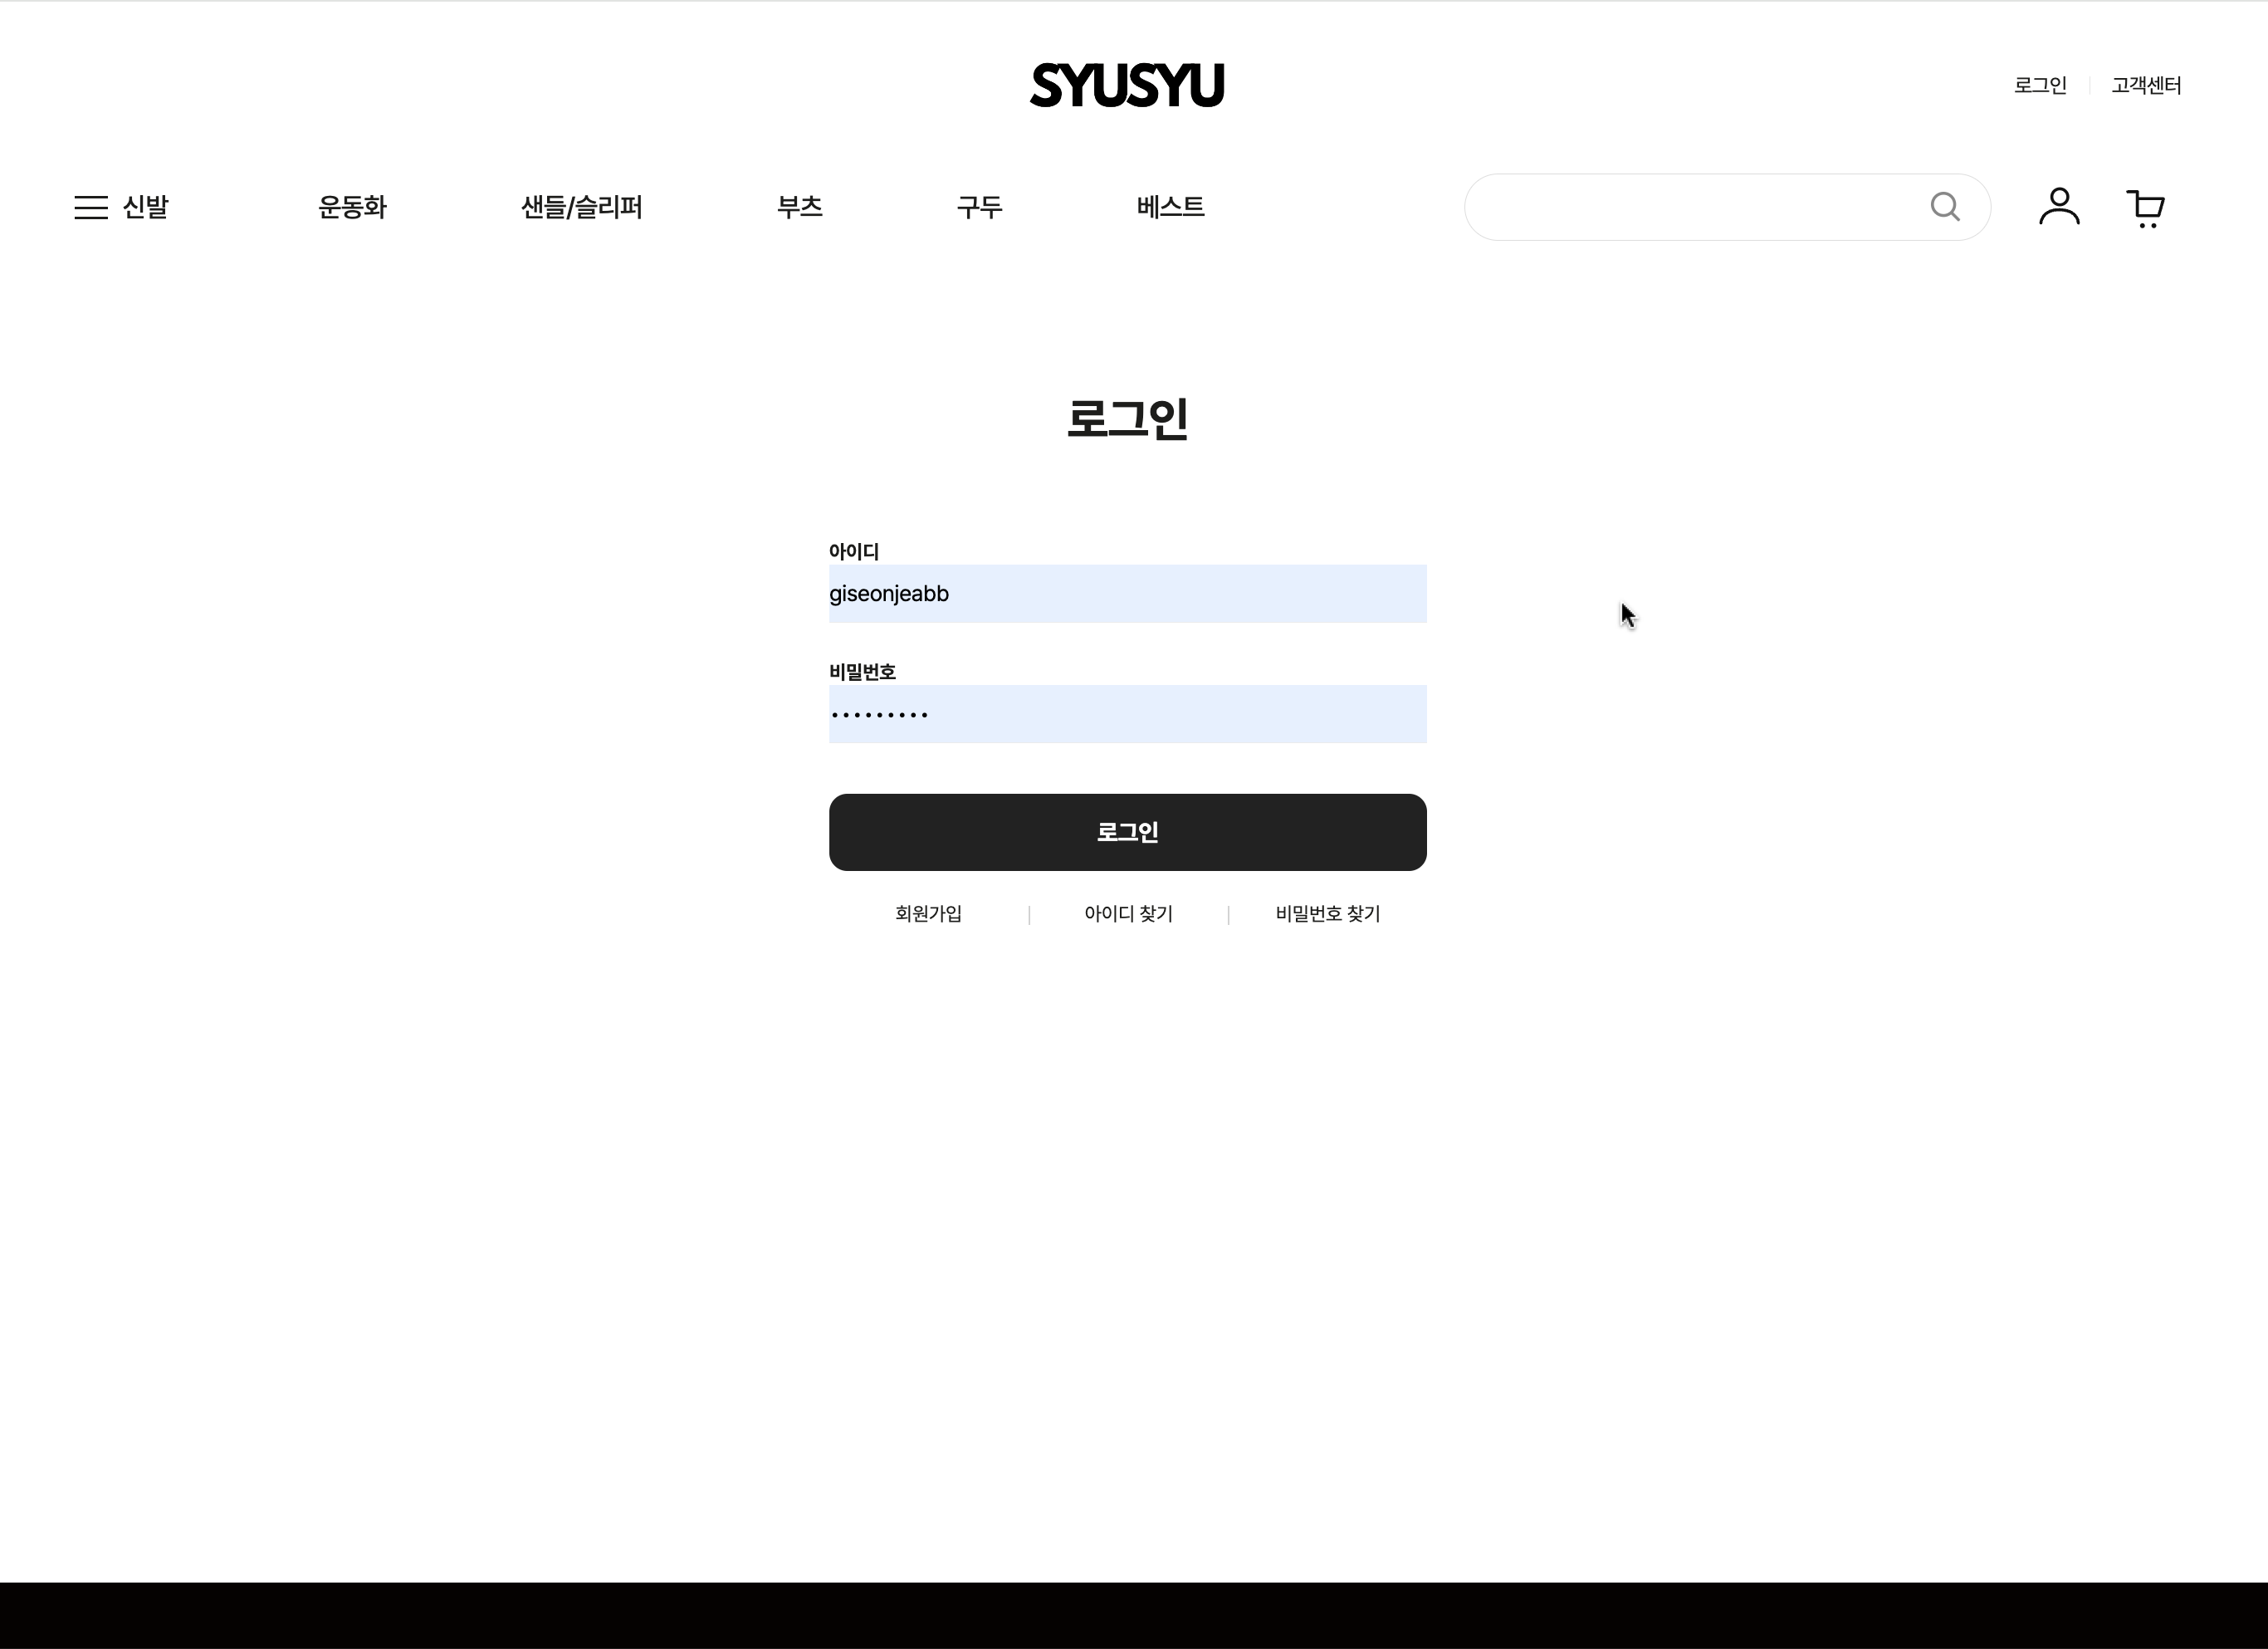 SYUSYU
로그인
고객센터
신발
운동화
샌들/슬리퍼
부츠
구두
베스트
로그인
아이디
giseonjeabb
비밀번호
•••••••••
로그인
회원가입
아이디 찾기
비밀번호 찾기